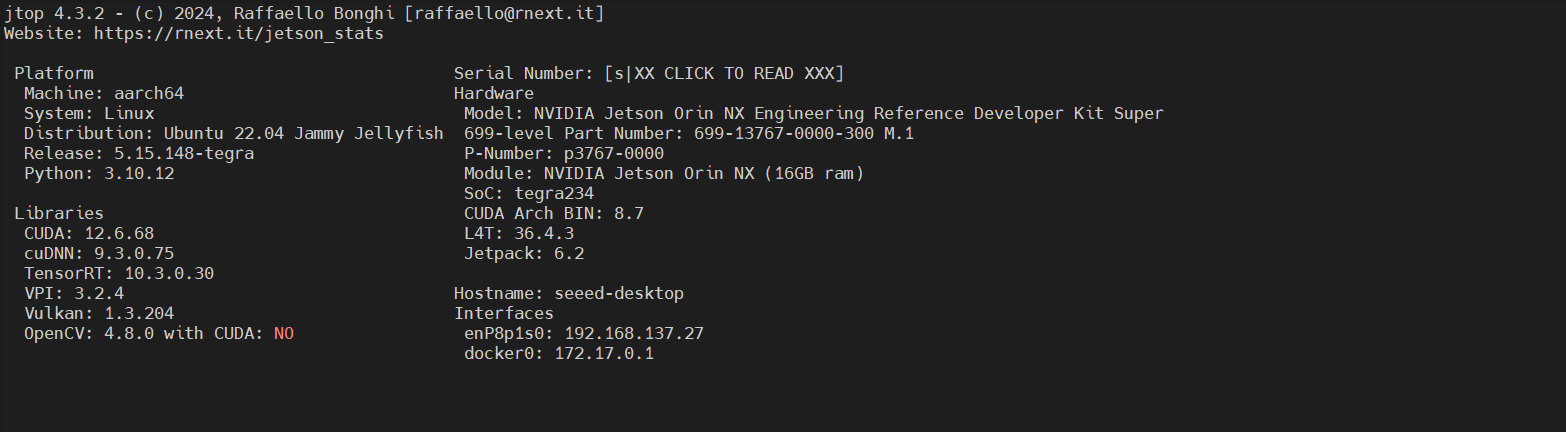 jtop 4.3.2 - (c) 2024, Raffaello Bonghi [raffaello@rnext.it]
Website: https://rnext.it/jetson_stats
Platform
Machine: aarch64
System: Linux
Distribution: Ubuntu 22.04 Jammy Jellyfish
Release: 5.15.148-tegra
Python: 3.10.12
Libraries
CUDA: 12.6.68
cuDNN: 9.3.0.75
TensorRT: 10.3.0.30
VPI: 3.2.4
Vulkan: 1.3.204
OpenCV: 4.8.0 with CUDA: NO
Serial Number: [s|XX CLICK TO READ XXX]
Hardware
Model: NVIDIA Jetson Orin NX Engineering Reference Developer Kit Super
699-level Part Number: 699-13767-0000-300 M.1
P-Number: p3767-0000
Module: NVIDIA Jetson Orin NX (16GB ram)
SoC: tegra234
CUDA Arch BIN: 8.7
L4T: 36.4.3
Jetpack: 6.2
Hostname: seeed-desktop
Interfaces
enP8p1s0: 192.168.137.27
docker0: 172.17.0.1